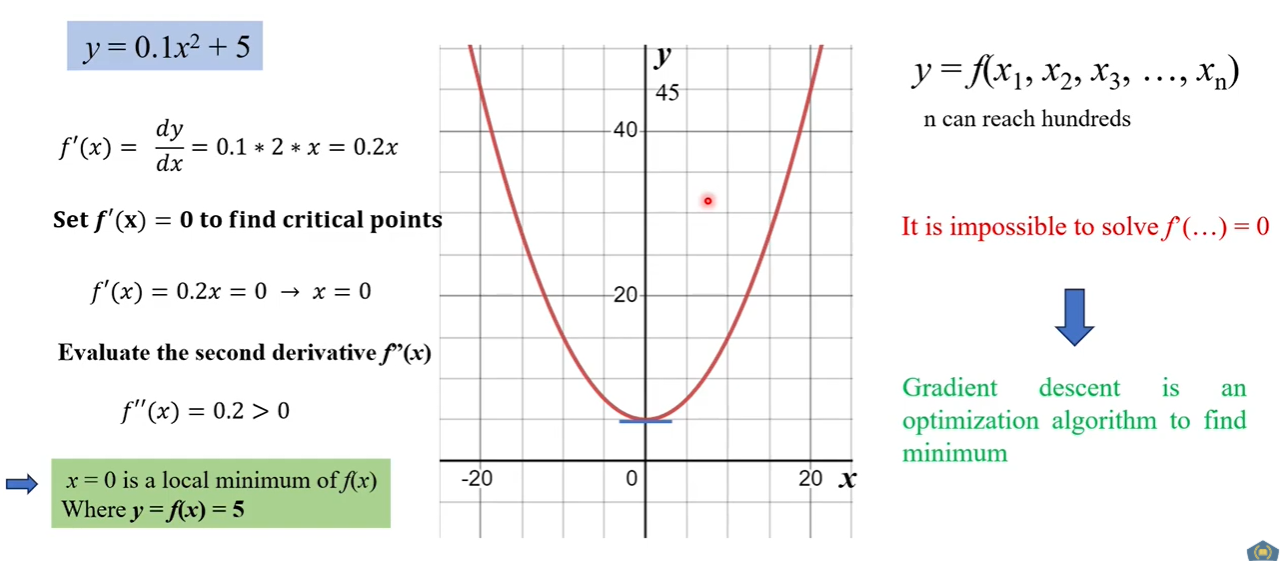 y = 0.1x² + 5
f′(x) = dy/dx = 0.1 ∗ 2 ∗ x = 0.2x
Set f′(x) = 0 to find critical points
f′(x) = 0.2x = 0 → x = 0
Evaluate the second derivative f”(x)
f′′(x) = 0.2 > 0
x = 0 is a local minimum of f(x)
Where y = f(x) = 5
y
45
40
20
-20
0
20
x
y = f(x₁, x₂, x₃, …, xₙ)
n can reach hundreds
It is impossible to solve f’(…) = 0
Gradient descent is an
optimization algorithm to find
minimum